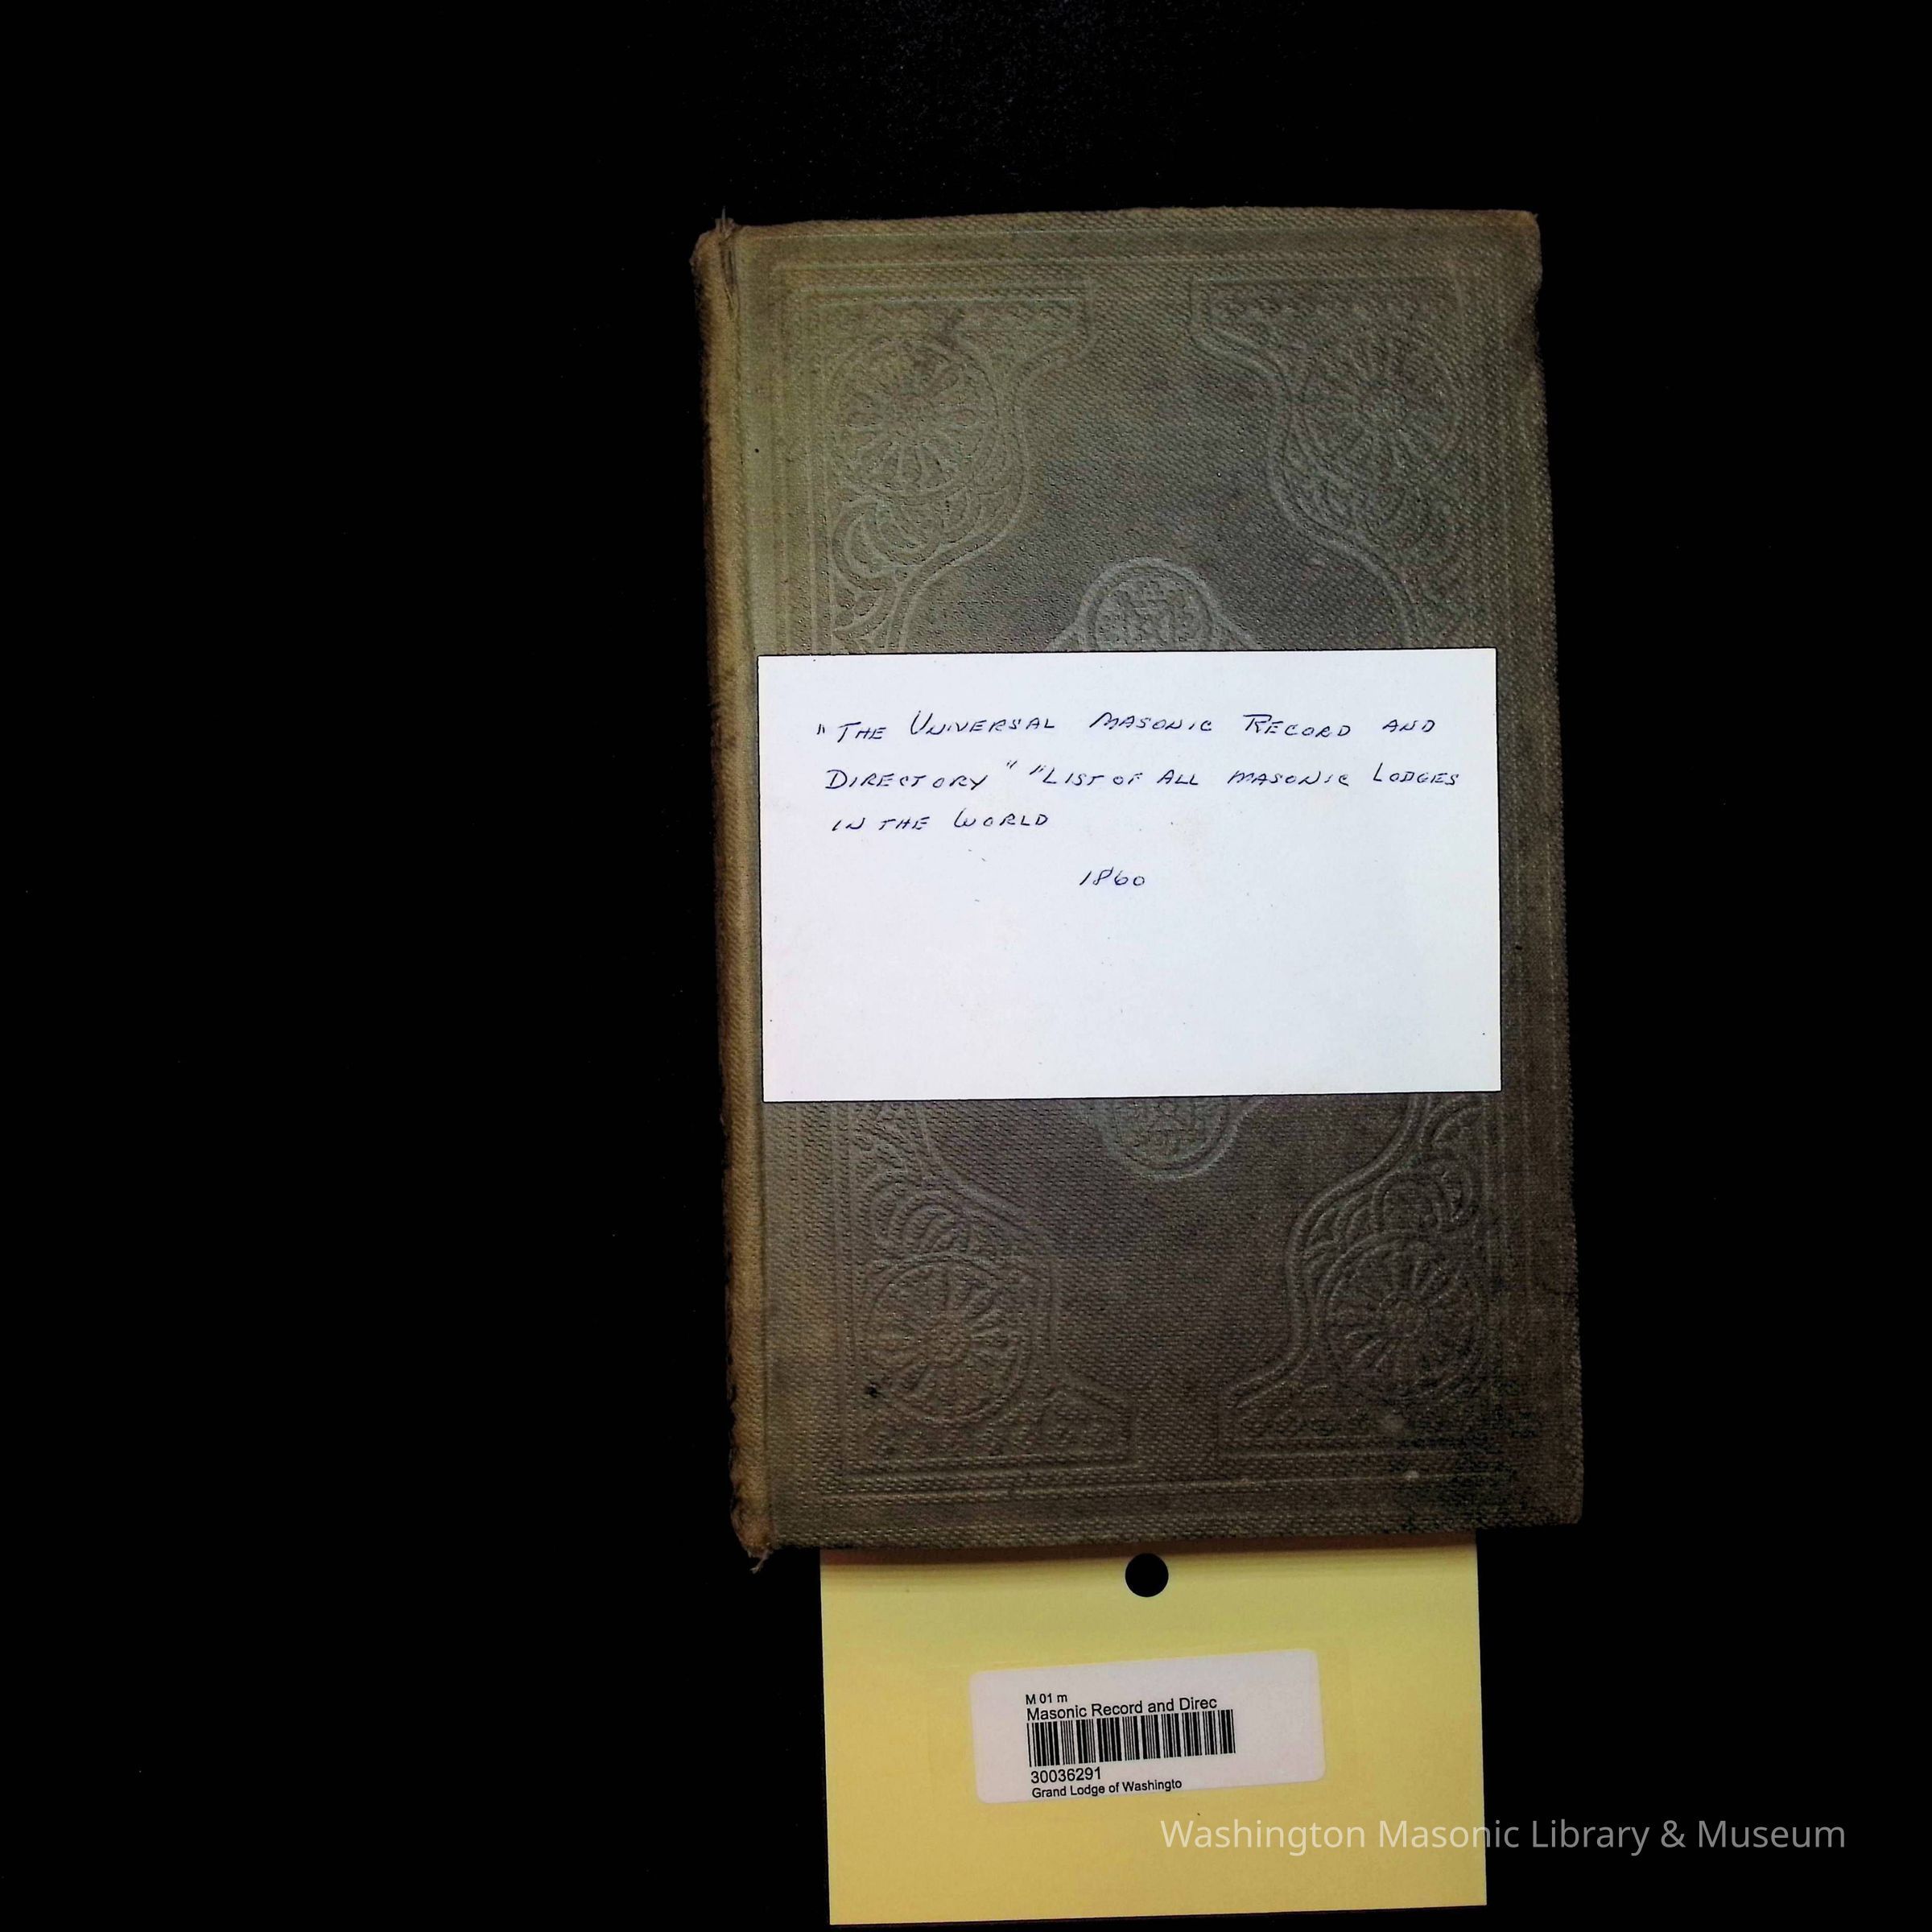 "The Universal Masonic Record and
Directory" "List of All Masonic Lodges
in the World
1860
M 01 m
Masonic Record and Direc
30036291
Grand Lodge of Washingto
Washington Masonic Library & Museum